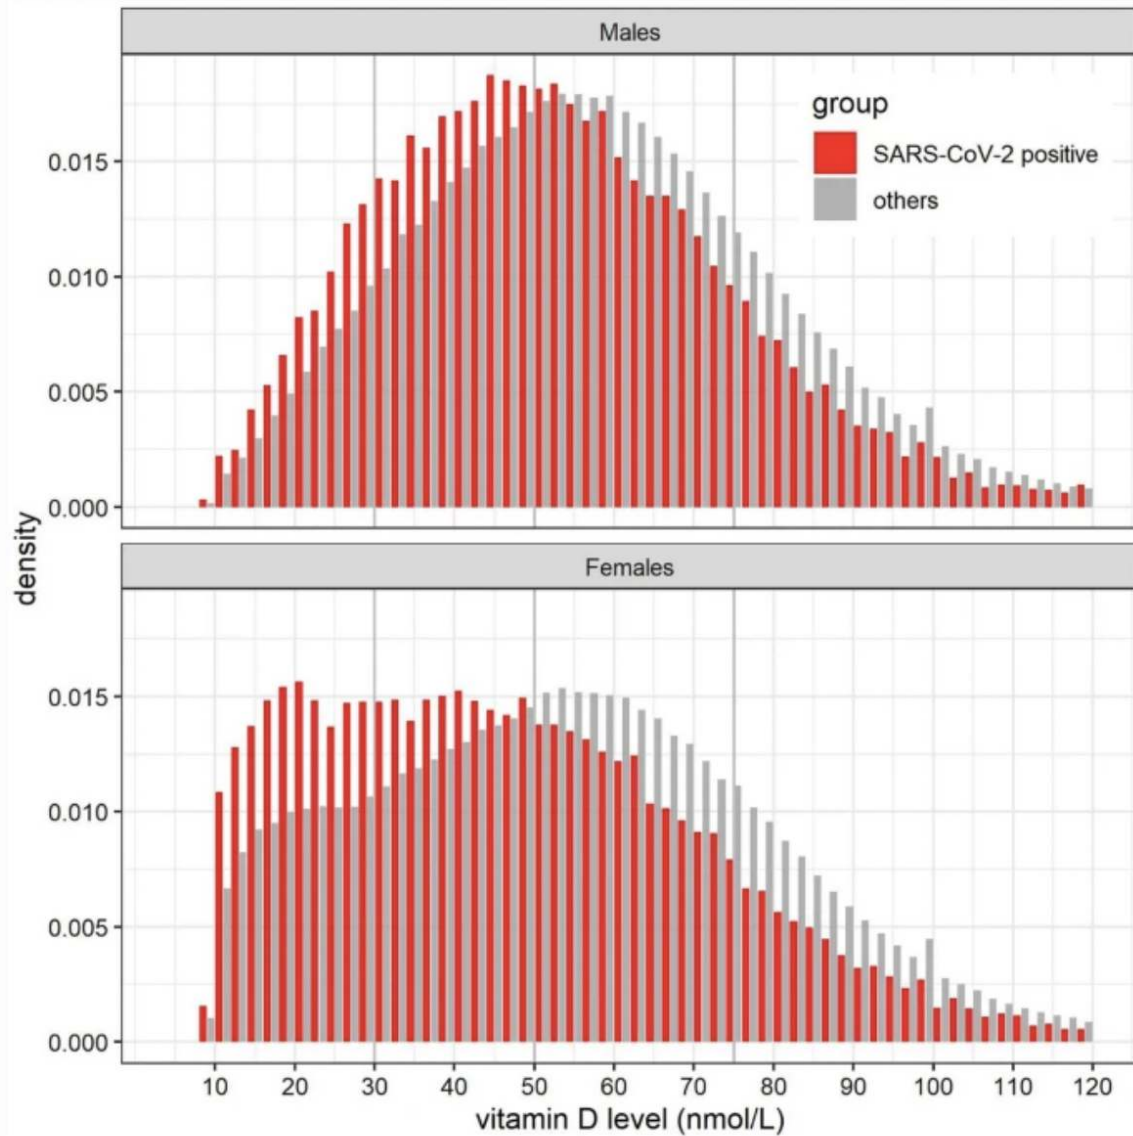 Males
group
SARS-CoV-2 positive
others
0.015
0.010
0.005
0.000
density
Females
0.015
0.010
0.005
0.000
10 20 30 40 50 60 70 80 90 100 110 120
vitamin D level (nmol/L)